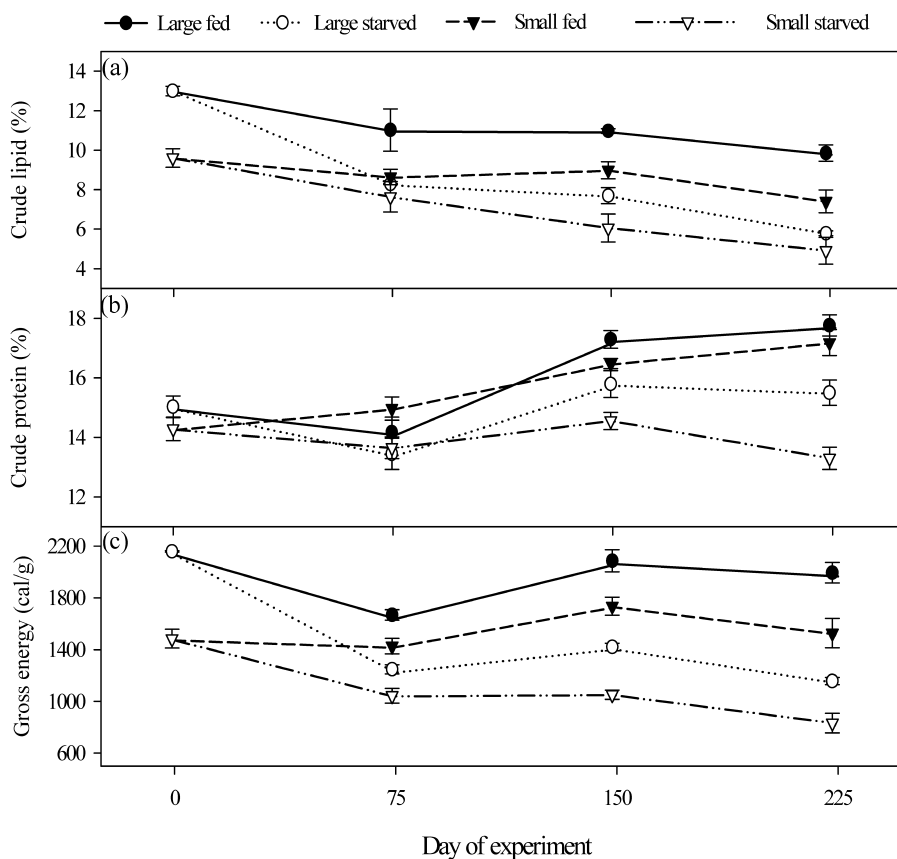 Large fed Large starved Small fed Small starved
(a)
14
12
10
8
6
4
Crude lipid (%)
(b)
18
16
14
12
Crude protein (%)
(c)
2200
1800
1400
1000
600
Gross energy (cal/g)
0 75 150 225
Day of experiment